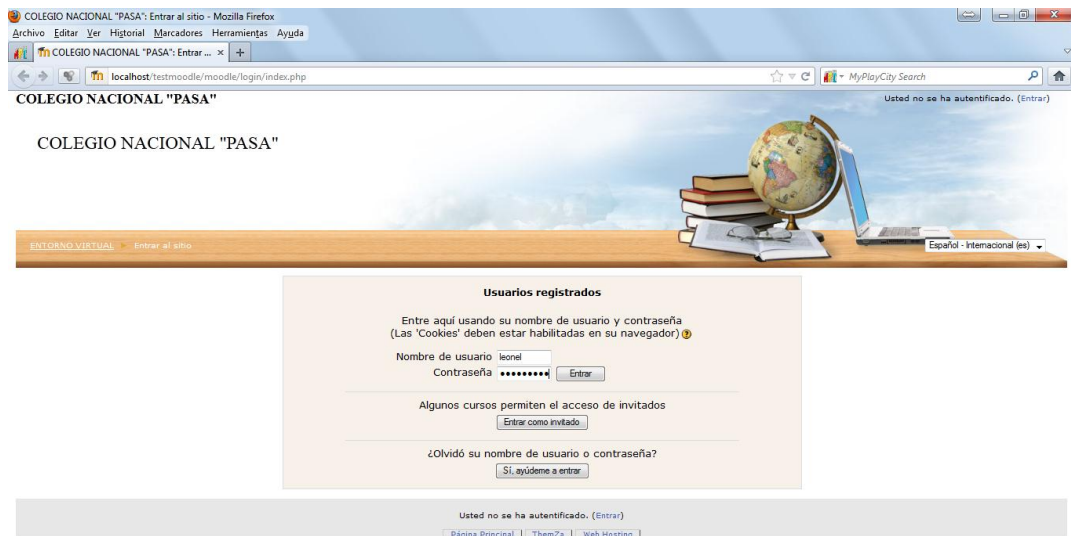 COLEGIO NACIONAL "PASA": Entrar al sitio - Mozilla Firefox
Archivo Editar Ver Historial Marcadores Herramientas Ayuda
COLEGIO NACIONAL "PASA": Entrar ... × +
localhost/testmoodle/moodle/login/index.php
MyPlayCity Search
COLEGIO NACIONAL "PASA"
Usted no se ha autentificado. (Entrar)
COLEGIO NACIONAL "PASA"
ENTORNO VIRTUAL ► Entrar al sitio
Español - Internacional (es)
Usuarios registrados
Entre aquí usando su nombre de usuario y contraseña
(Las 'Cookies' deben estar habilitadas en su navegador)
Nombre de usuario leonel
Contraseña ••••••••• Entrar
Algunos cursos permiten el acceso de invitados
Entrar como invitado
¿Olvidó su nombre de usuario o contraseña?
Sí, ayúdeme a entrar
Usted no se ha autentificado. (Entrar)
Página Principal | ThemZa | Web Hosting |